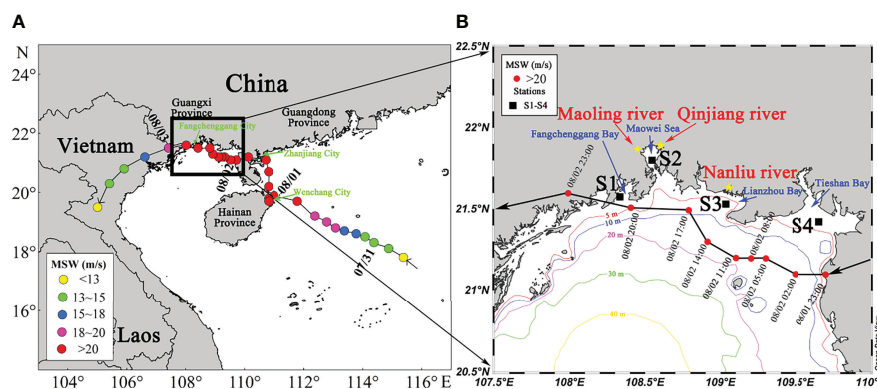 A
N
24°
22°
20°
18°
16°
104°
106°
108°
110°
112°
114°
116°E
China
Guangxi
Province
Guangdong
Province
Fangchenggang City
Zhanjiang City
Wenchang City
Vietnam
Laos
Hainan
Province
08/03
08/02
08/01
07/31
MSW (m/s)
<13
13~15
15~18
18~20
>20
B
22.5°N
22°N
21.5°N
21°N
20.5°N
107.5°E
108°E
108.5°E
109°E
109.5°E
MSW (m/s)
>20
Stations
S1-S4
Maoling river
Maowei Sea
Qinjiang river
Fangchenggang Bay
Nanliu river
Lianzhou Bay
Tieshan Bay
S1
S2
S3
S4
5 m
10 m
20 m
30 m
40 m
08/02 23:00
08/02 20:00
08/02 17:00
08/02 14:00
08/02 11:00
08/02 08:
08/02 05:00
08/02 02:00
08/01 23:00